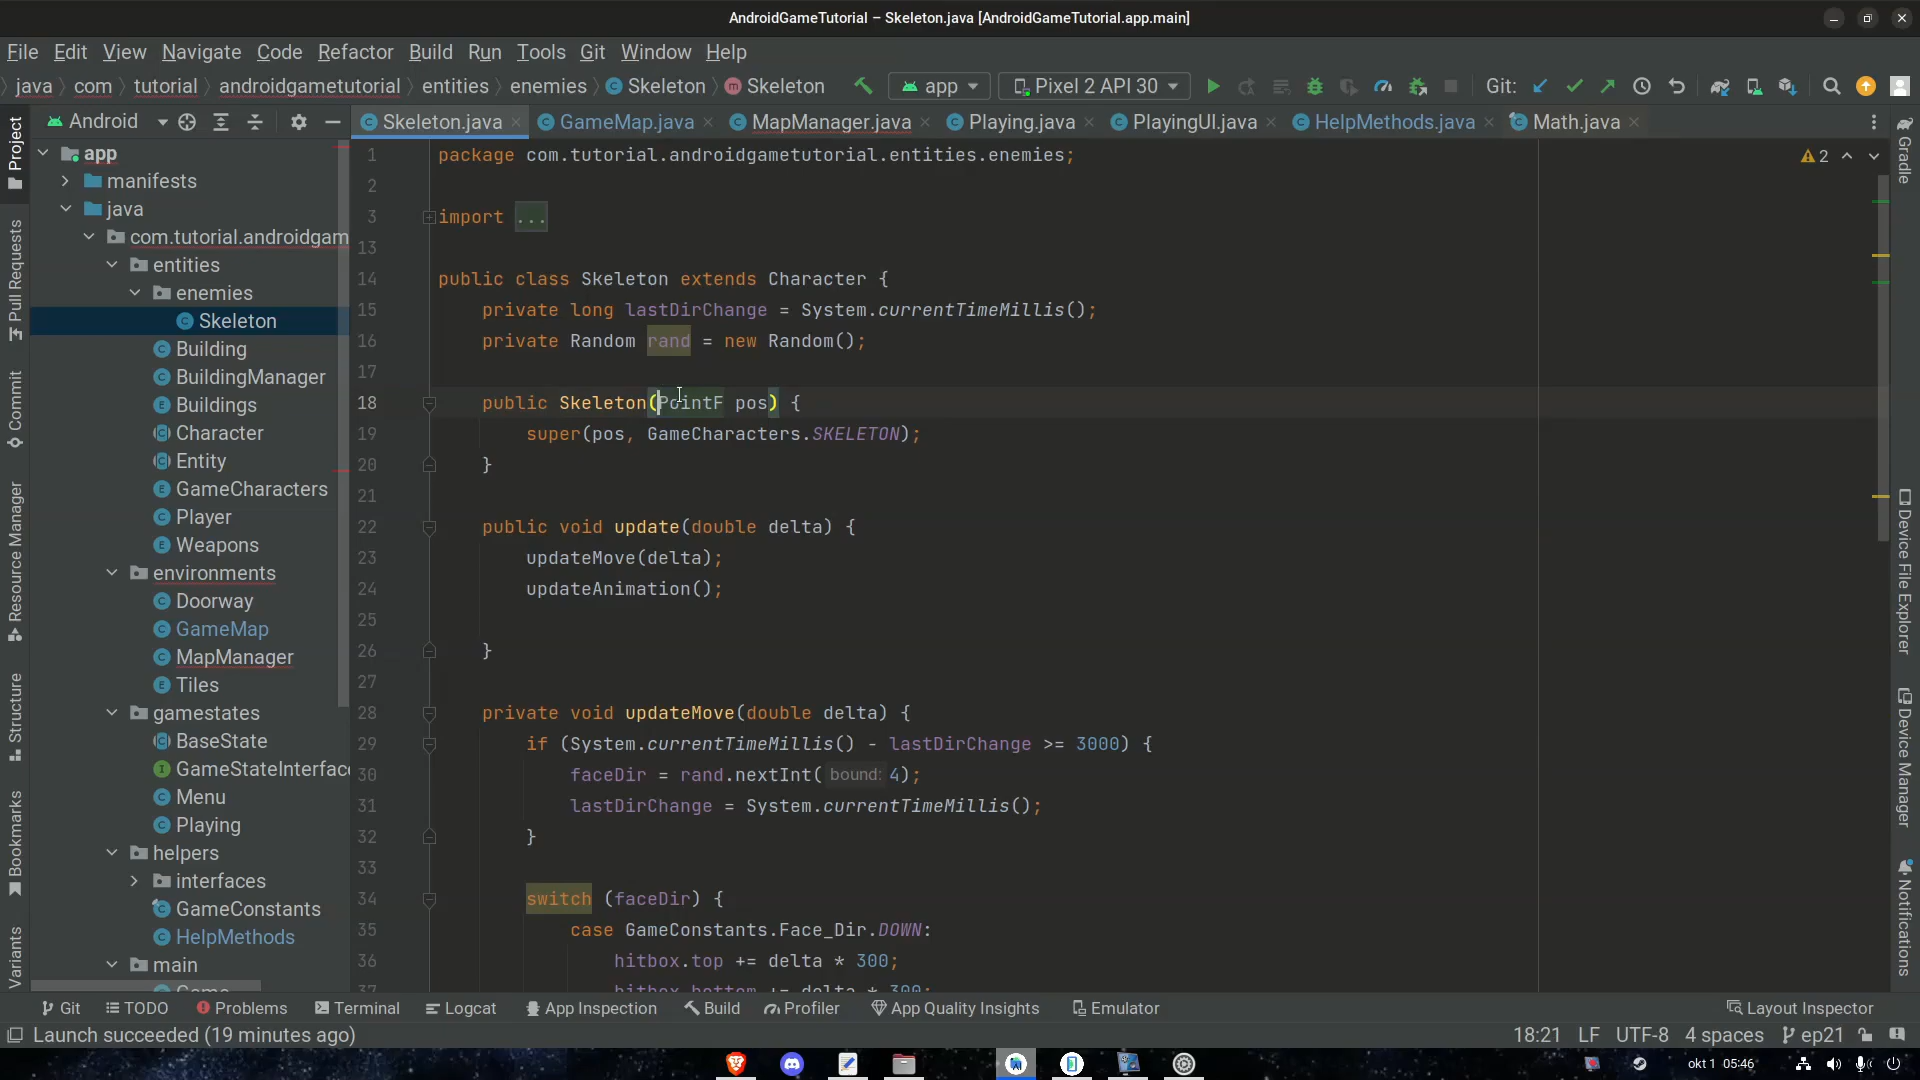 AndroidGameTutorial – Skeleton.java [AndroidGameTutorial.app.main]
File Edit View Navigate Code Refactor Build Run Tools Git Window Help
java com tutorial androidgametutorial entities enemies Skeleton Skeleton app Pixel 2 API 30 Git:
Android
Skeleton.java GameMap.java MapManager.java Playing.java PlayingUI.java HelpMethods.java Math.java
Project
Pull Requests
Commit
Resource Manager
Structure
Bookmarks
Variants
app
manifests
java
com.tutorial.androidgam
entities
enemies
Skeleton
Building
BuildingManager
Buildings
Character
Entity
GameCharacters
Player
Weapons
environments
Doorway
GameMap
MapManager
Tiles
gamestates
BaseState
GameStateInterface
Menu
Playing
helpers
interfaces
GameConstants
HelpMethods
main
1 package com.tutorial.androidgametutorial.entities.enemies;
2
3 import ...
13
14 public class Skeleton extends Character {
15 private long lastDirChange = System.currentTimeMillis();
16 private Random rand = new Random();
17
18 public Skeleton(PointF pos) {
19 super(pos, GameCharacters.SKELETON);
20 }
21
22 public void update(double delta) {
23 updateMove(delta);
24 updateAnimation();
25
26 }
27
28 private void updateMove(double delta) {
29 if (System.currentTimeMillis() - lastDirChange >= 3000) {
30 faceDir = rand.nextInt( bound: 4);
31 lastDirChange = System.currentTimeMillis();
32 }
33
34 switch (faceDir) {
35 case GameConstants.Face_Dir.DOWN:
36 hitbox.top += delta * 300;
37 hitbox.bottom += delta * 300;
2
Gradle
Device File Explorer
Device Manager
Notifications
Git TODO Problems Terminal Logcat App Inspection Build Profiler App Quality Insights Emulator Layout Inspector
Launch succeeded (19 minutes ago) 18:21 LF UTF-8 4 spaces ep21
okt 1 05:46